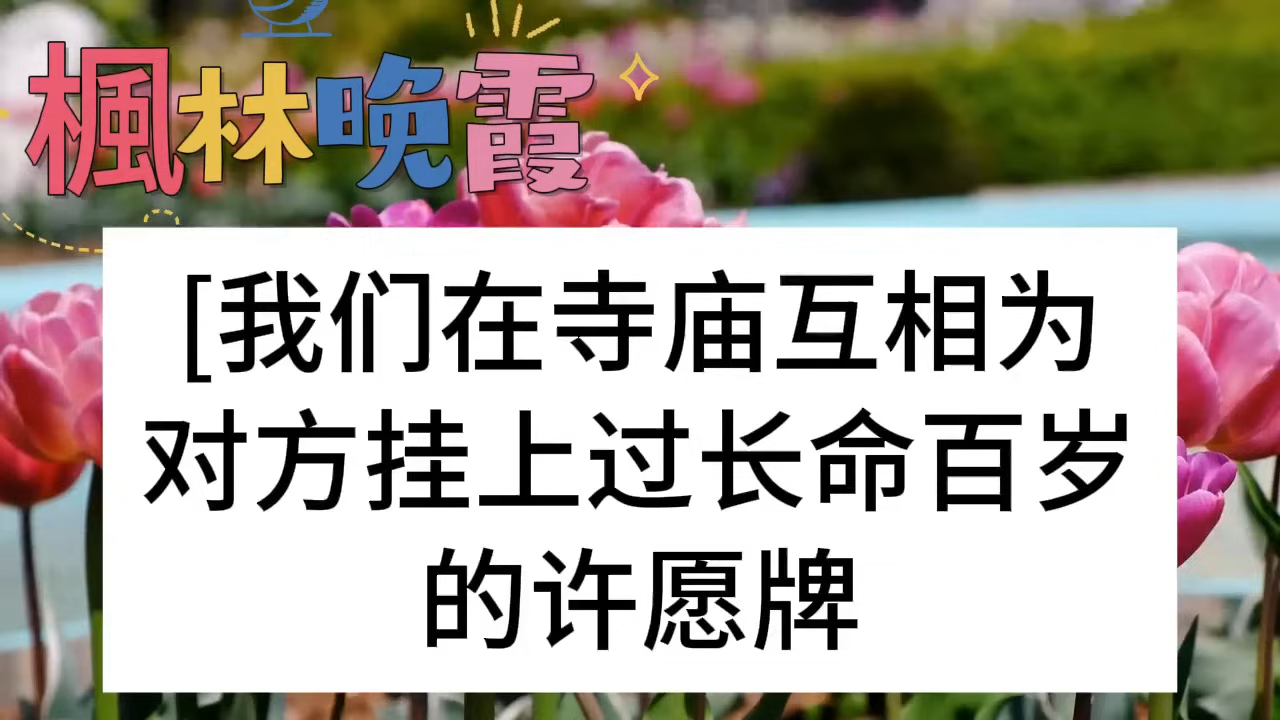 楓林晚霞
[我们在寺庙互相为
对方挂上过长命百岁
的许愿牌